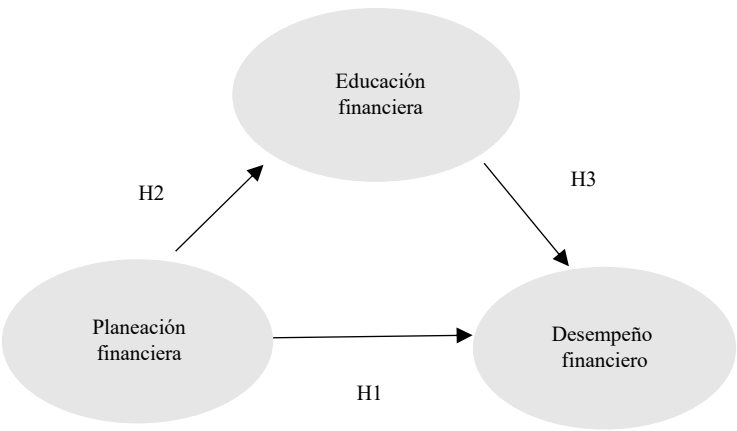 Educación
financiera
H2
H3
Planeación
financiera
Desempeño
financiero
H1